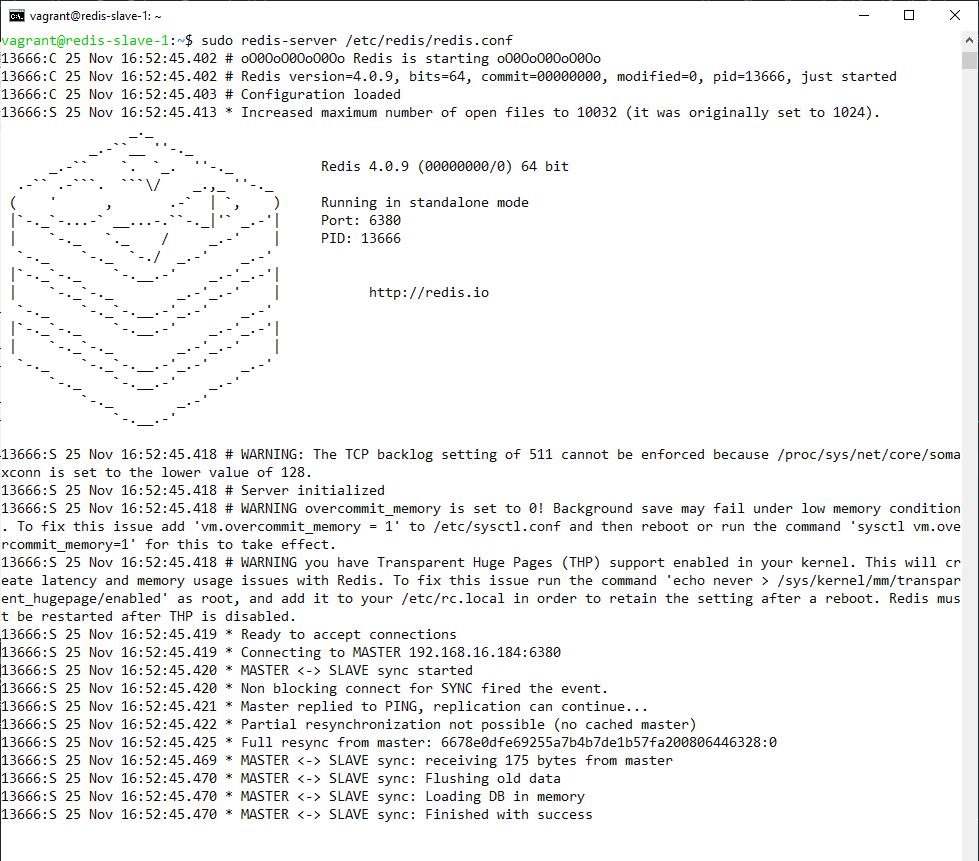 vagrant@redis-slave-1: ~
vagrant@redis-slave-1:~$ sudo redis-server /etc/redis/redis.conf
13666:C 25 Nov 16:52:45.402 # oO0OoO0OoO0Oo Redis is starting oO0OoO0OoO0Oo
13666:C 25 Nov 16:52:45.402 # Redis version=4.0.9, bits=64, commit=00000000, modified=0, pid=13666, just started
13666:C 25 Nov 16:52:45.403 # Configuration loaded
13666:S 25 Nov 16:52:45.413 * Increased maximum number of open files to 10032 (it was originally set to 1024).
Redis 4.0.9 (00000000/0) 64 bit
Running in standalone mode
Port: 6380
PID: 13666
http://redis.io
13666:S 25 Nov 16:52:45.418 # WARNING: The TCP backlog setting of 511 cannot be enforced because /proc/sys/net/core/soma
xconn is set to the lower value of 128.
13666:S 25 Nov 16:52:45.418 # Server initialized
13666:S 25 Nov 16:52:45.418 # WARNING overcommit_memory is set to 0! Background save may fail under low memory condition
. To fix this issue add 'vm.overcommit_memory = 1' to /etc/sysctl.conf and then reboot or run the command 'sysctl vm.ove
rcommit_memory=1' for this to take effect.
13666:S 25 Nov 16:52:45.418 # WARNING you have Transparent Huge Pages (THP) support enabled in your kernel. This will cr
eate latency and memory usage issues with Redis. To fix this issue run the command 'echo never > /sys/kernel/mm/transpar
ent_hugepage/enabled' as root, and add it to your /etc/rc.local in order to retain the setting after a reboot. Redis mus
t be restarted after THP is disabled.
13666:S 25 Nov 16:52:45.419 * Ready to accept connections
13666:S 25 Nov 16:52:45.419 * Connecting to MASTER 192.168.16.184:6380
13666:S 25 Nov 16:52:45.420 * MASTER <-> SLAVE sync started
13666:S 25 Nov 16:52:45.420 * Non blocking connect for SYNC fired the event.
13666:S 25 Nov 16:52:45.421 * Master replied to PING, replication can continue...
13666:S 25 Nov 16:52:45.422 * Partial resynchronization not possible (no cached master)
13666:S 25 Nov 16:52:45.425 * Full resync from master: 6678e0dfe69255a7b4b7de1b57fa200806446328:0
13666:S 25 Nov 16:52:45.469 * MASTER <-> SLAVE sync: receiving 175 bytes from master
13666:S 25 Nov 16:52:45.470 * MASTER <-> SLAVE sync: Flushing old data
13666:S 25 Nov 16:52:45.470 * MASTER <-> SLAVE sync: Loading DB in memory
13666:S 25 Nov 16:52:45.470 * MASTER <-> SLAVE sync: Finished with success